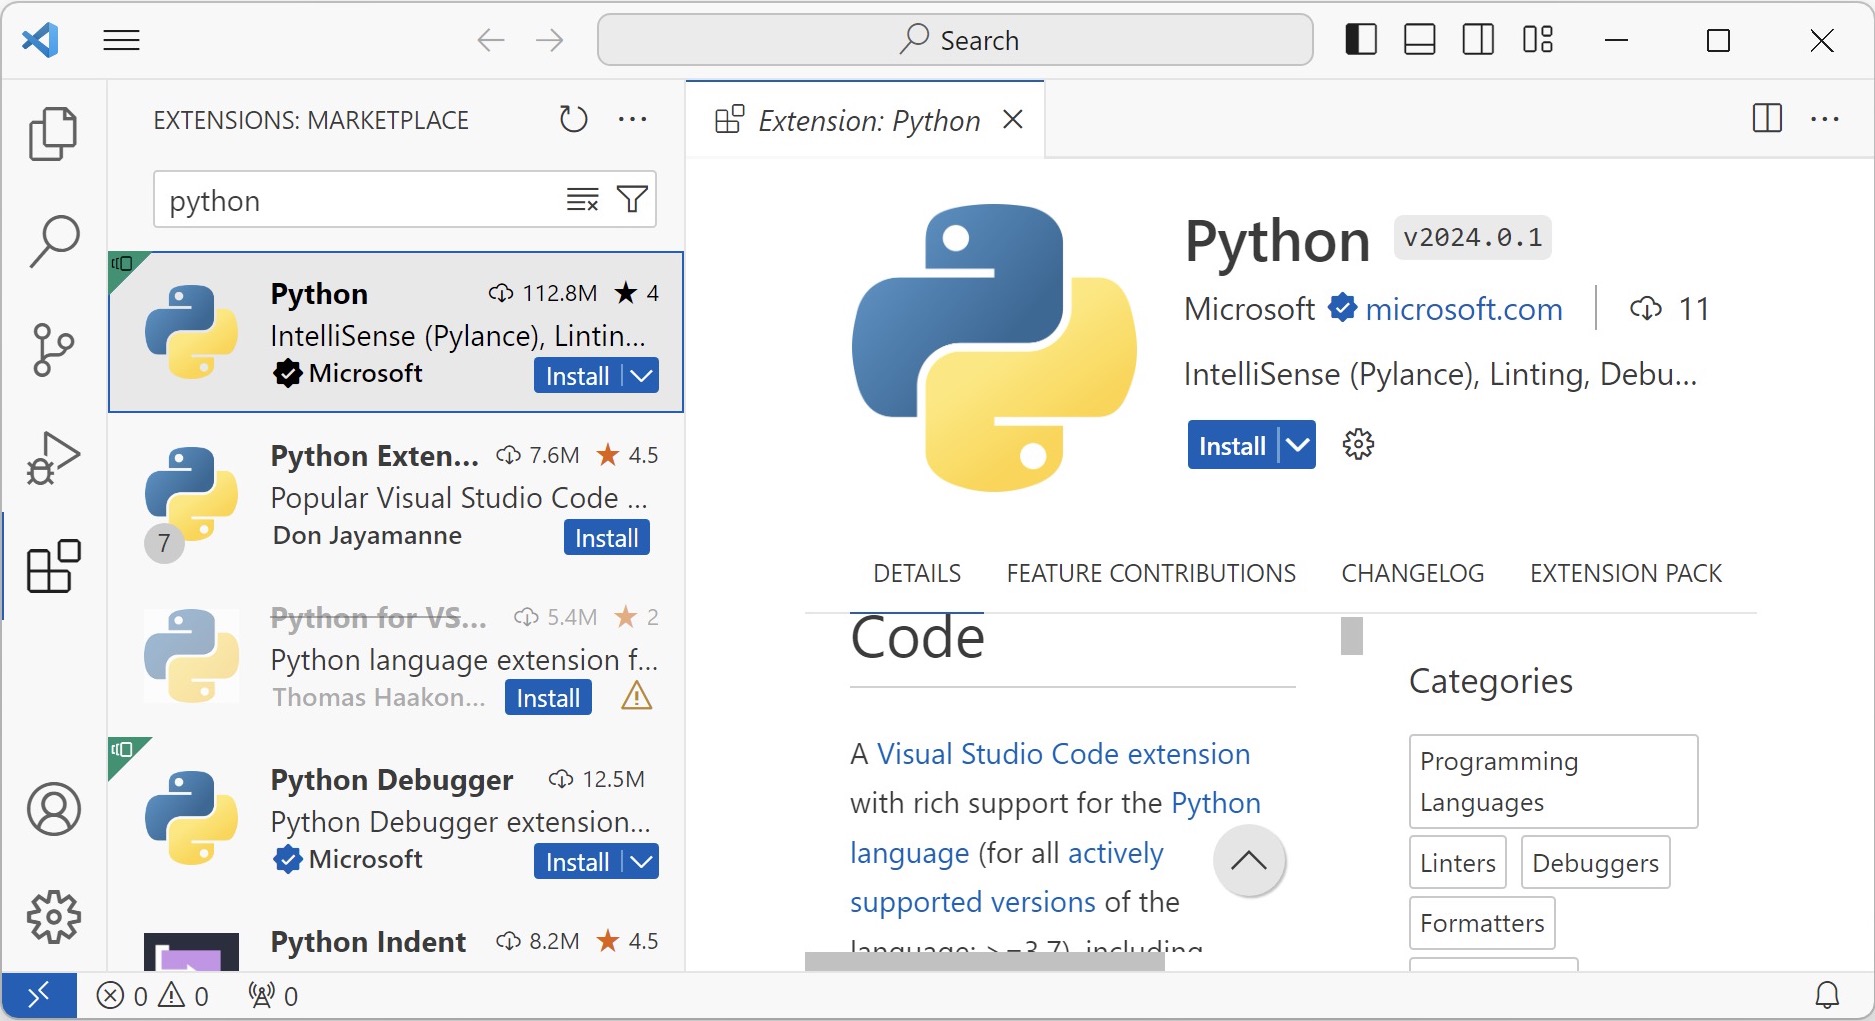 Search
EXTENSIONS: MARKETPLACE
python
Python 112.8M ★ 4
IntelliSense (Pylance), Lintin...
Microsoft Install
Python Exten... 7.6M ★ 4.5
Popular Visual Studio Code ...
7 Don Jayamanne Install
Python for VS... 5.4M ★ 2
Python language extension f...
Thomas Haakon... Install
Python Debugger 12.5M
Python Debugger extension...
Microsoft Install
Python Indent 8.2M ★ 4.5
Extension: Python
Python v2024.0.1
Microsoft microsoft.com 11
IntelliSense (Pylance), Linting, Debu...
Install
DETAILS FEATURE CONTRIBUTIONS CHANGELOG EXTENSION PACK
Code
A Visual Studio Code extension
with rich support for the Python
language (for all actively
supported versions of the
language: >=3.7), including
Categories
Programming
Languages
Linters Debuggers
Formatters
0 0 0